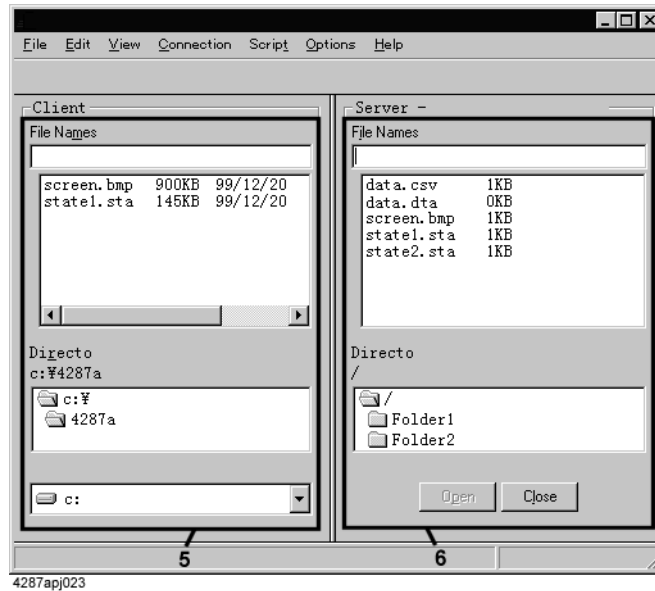 File Edit View Connection Script Options Help
Client
File Names
screen.bmp 900KB 99/12/20
state1.sta 145KB 99/12/20
Directo
c:¥4287a
c:¥
4287a
c:
Server -
File Names
data.csv 1KB
data.dta 0KB
screen.bmp 1KB
state1.sta 1KB
state2.sta 1KB
Directo
/
/
Folder1
Folder2
Open Close
5
6
4287apj023